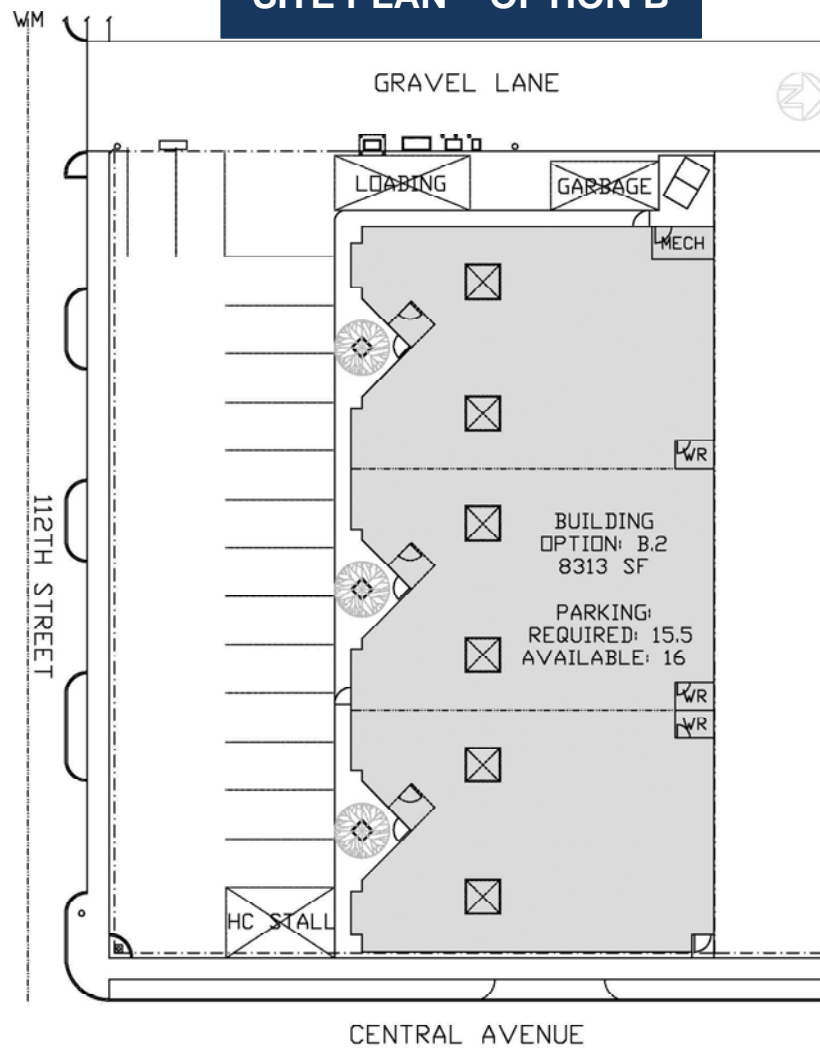 SITE PLAN – OPTION B
WM
GRAVEL LANE
N
LOADING
GARBAGE
MECH
WR
112TH STREET
BUILDING
OPTION: B.2
8313 SF
PARKING:
REQUIRED: 15.5
AVAILABLE: 16
WR
WR
HC STALL
CENTRAL AVENUE